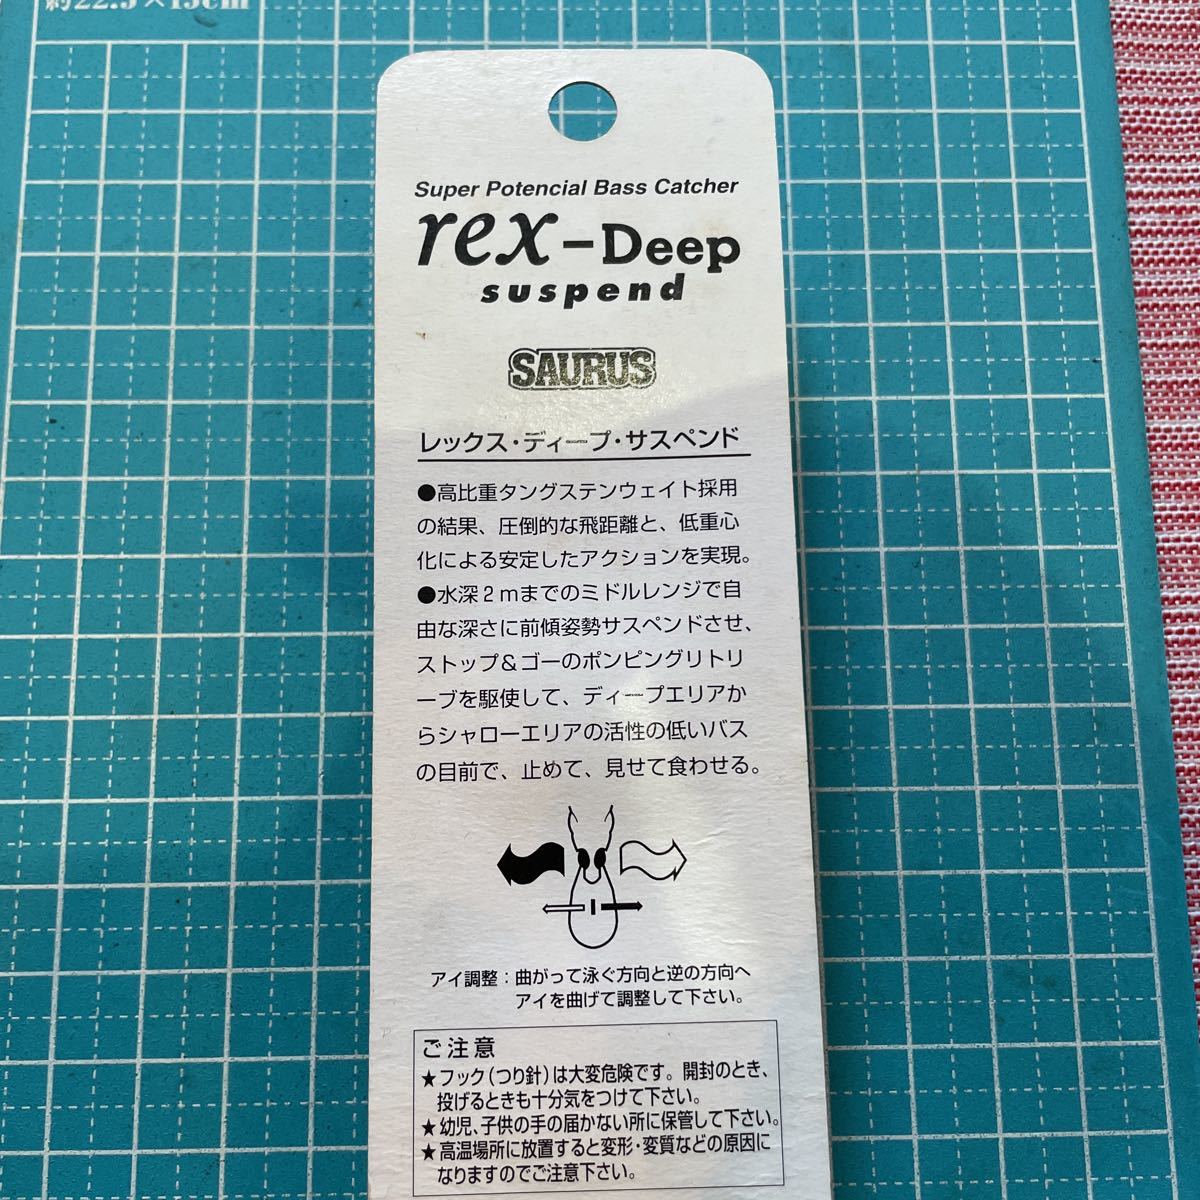 約22.5×15cm
Super Potencial Bass Catcher
rex-Deep
suspend
SAURUS
レックス・ディープ・サスペンド
●高比重タングステンウェイト採用
の結果、圧倒的な飛距離と、低重心
化による安定したアクションを実現。
●水深2mまでのミドルレンジで自
由な深さに前傾姿勢サスペンドさせ、
ストップ&ゴーのポンピングリトリ
ーブを駆使して、ディープエリアか
らシャローエリアの活性の低いバス
の目前で、止めて、見せて食わせる。
アイ調整：曲がって泳ぐ方向と逆の方向へ
アイを曲げて調整して下さい。
ご注意
★フック(つり針)は大変危険です。開封のとき、
投げるときも十分気をつけて下さい。
★幼児、子供の手の届かない所に保管して下さい。
★高温場所に放置すると変形・変質などの原因に
なりますのでご注意下さい。